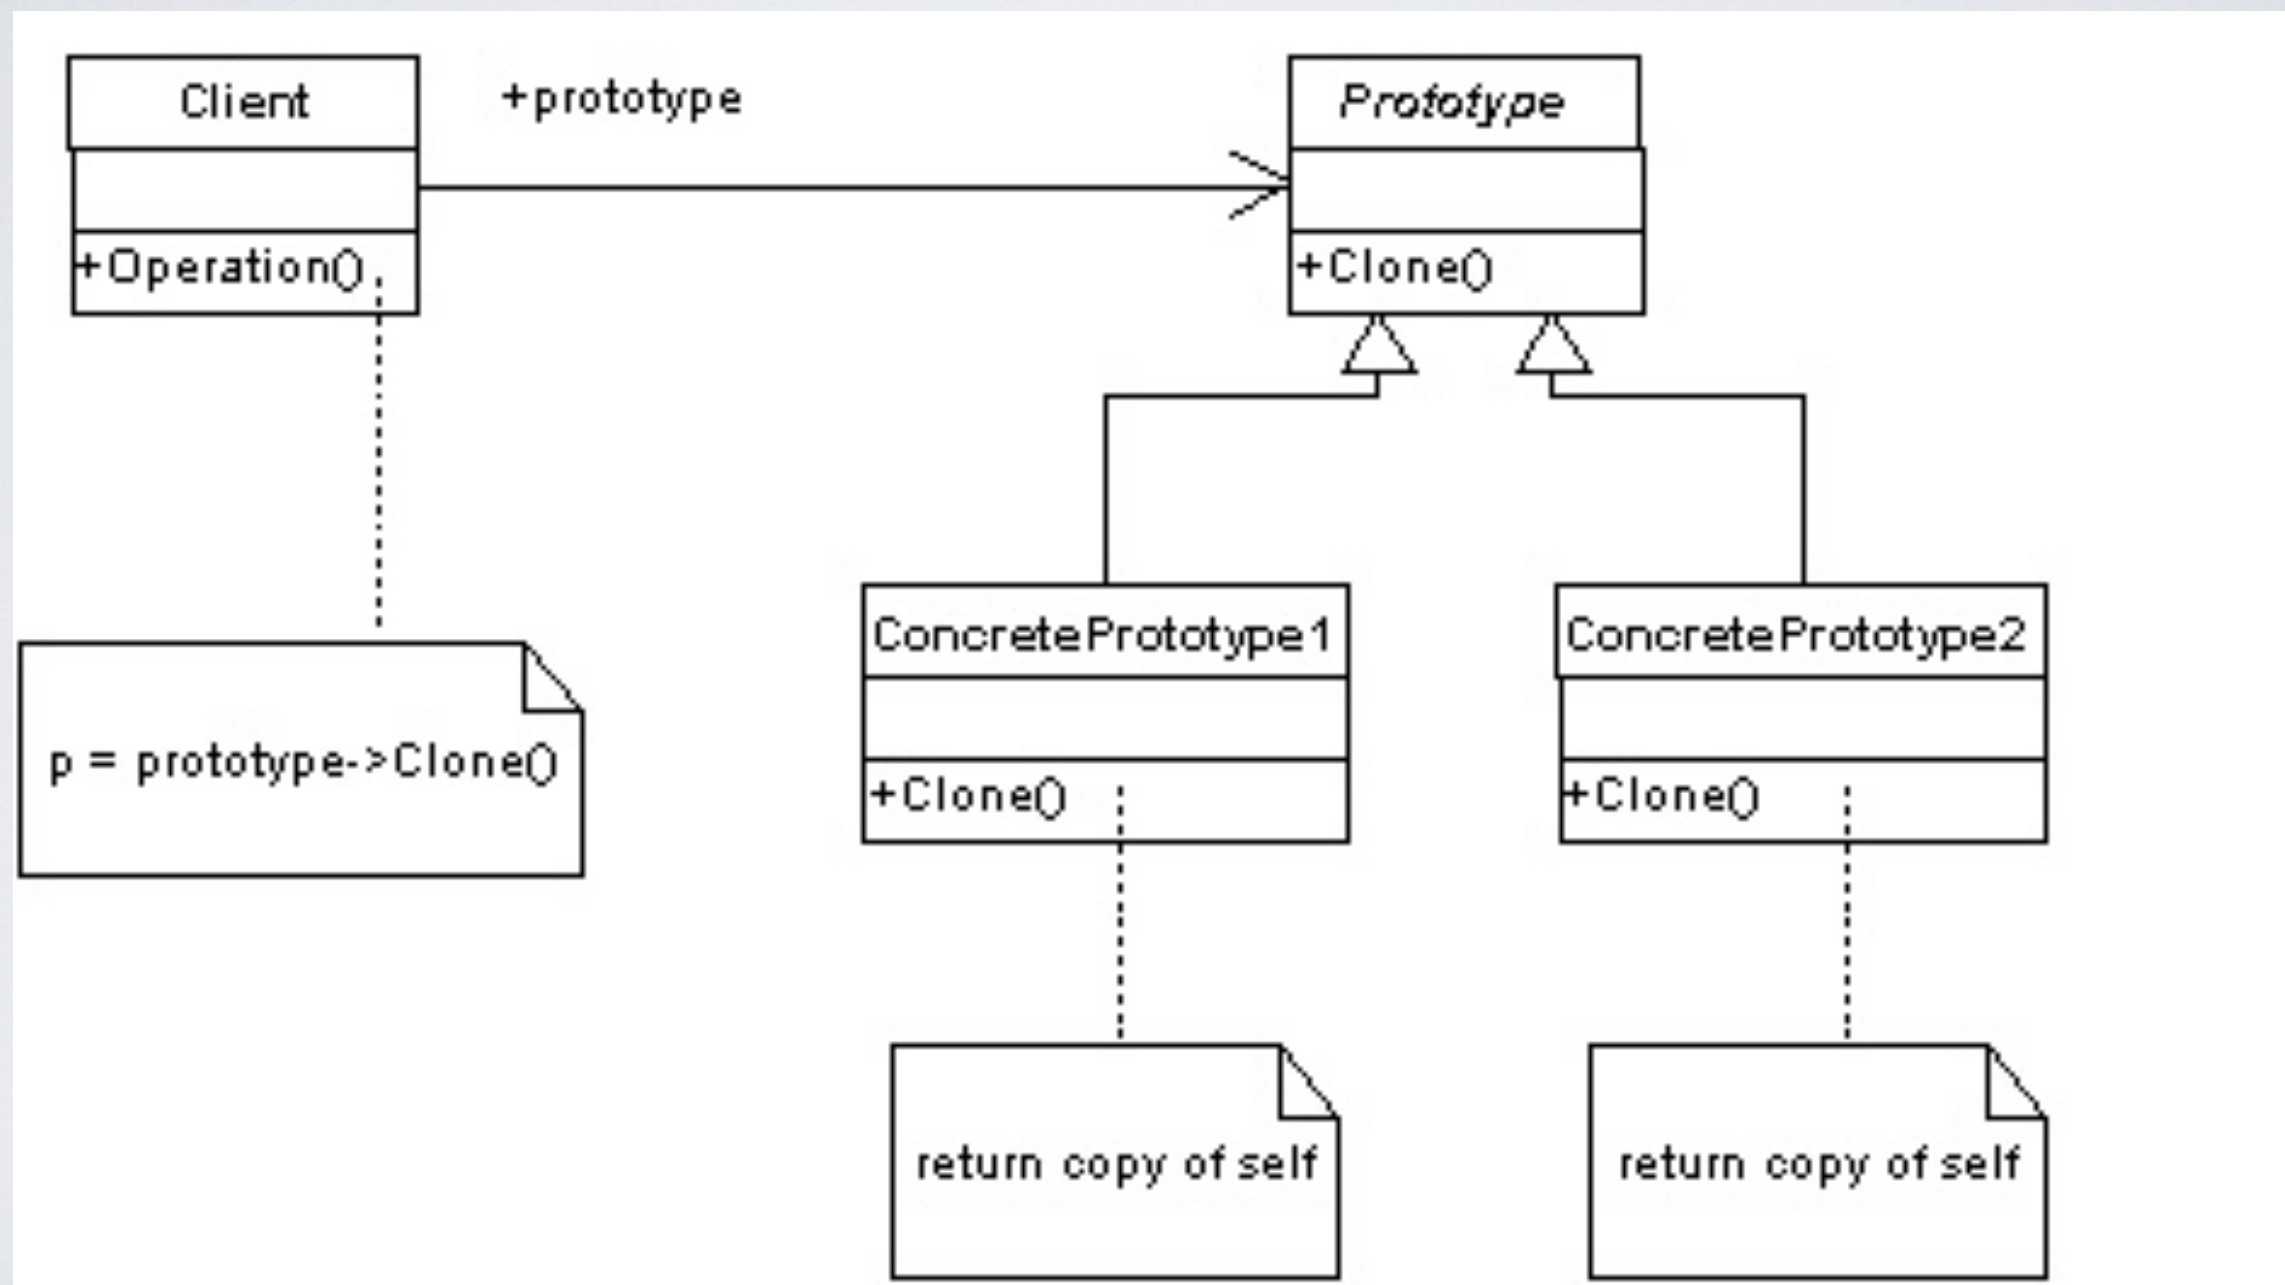 Client
+prototype
Prototype
+Operation()
+Clone()
ConcretePrototype1
ConcretePrototype2
p = prototype->Clone()
+Clone()
+Clone()
return copy of self
return copy of self